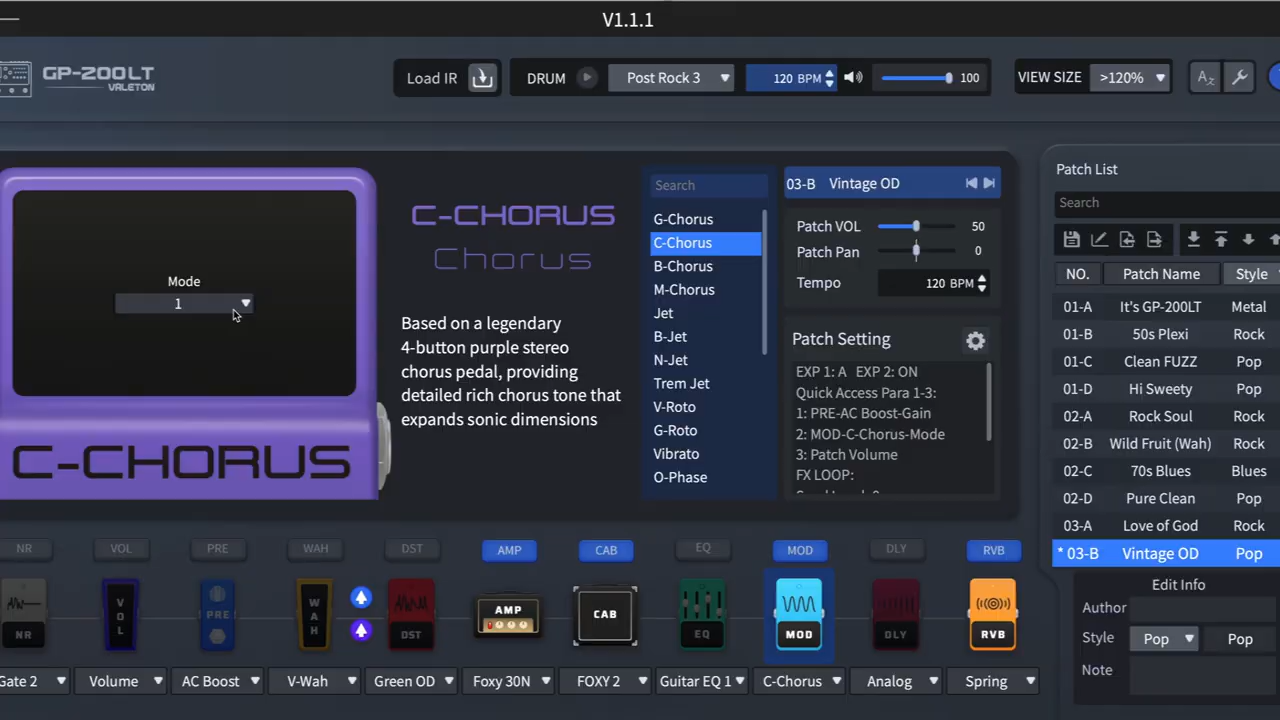 V1.1.1
GP-200LT
VALETON
Load IR
DRUM
Post Rock 3
120 BPM
100
VIEW SIZE
>120%
Mode
1
C-CHORUS
C-CHORUS
Chorus
Based on a legendary
4-button purple stereo
chorus pedal, providing
detailed rich chorus tone that
expands sonic dimensions
Search
G-Chorus
C-Chorus
B-Chorus
M-Chorus
Jet
B-Jet
N-Jet
Trem Jet
V-Roto
G-Roto
Vibrato
O-Phase
03-B Vintage OD
Patch VOL 50
Patch Pan 0
Tempo 120 BPM
Patch Setting
EXP 1: A EXP 2: ON
Quick Access Para 1-3:
1: PRE-AC Boost-Gain
2: MOD-C-Chorus-Mode
3: Patch Volume
FX LOOP:
Patch List
Search
NO. Patch Name Style
01-A It's GP-200LT Metal
01-B 50s Plexi Rock
01-C Clean FUZZ Pop
01-D Hi Sweety Pop
02-A Rock Soul Rock
02-B Wild Fruit (Wah) Rock
02-C 70s Blues Blues
02-D Pure Clean Pop
03-A Love of God Rock
* 03-B Vintage OD Pop
Edit Info
Author
Style Pop Pop
Note
NR VOL PRE WAH DST AMP CAB EQ MOD DLY RVB
NR VOL PRE WAH DST AMP CAB EQ MOD DLY RVB
Gate 2 Volume AC Boost V-Wah Green OD Foxy 30N FOXY 2 Guitar EQ 1 C-Chorus Analog Spring